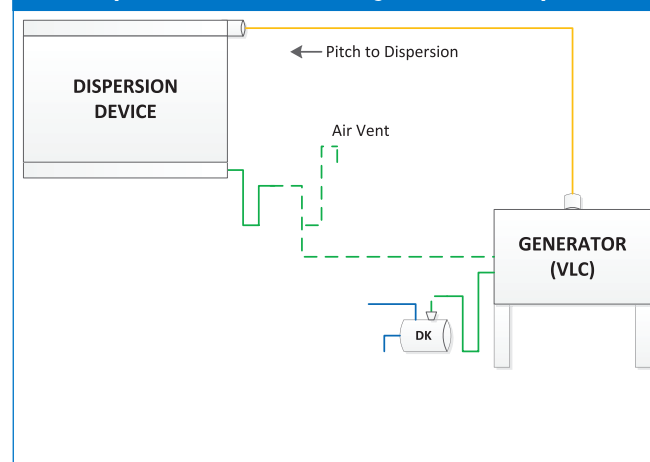 Pitch to Dispersion
DISPERSION
DEVICE
Air Vent
GENERATOR
(VLC)
DK